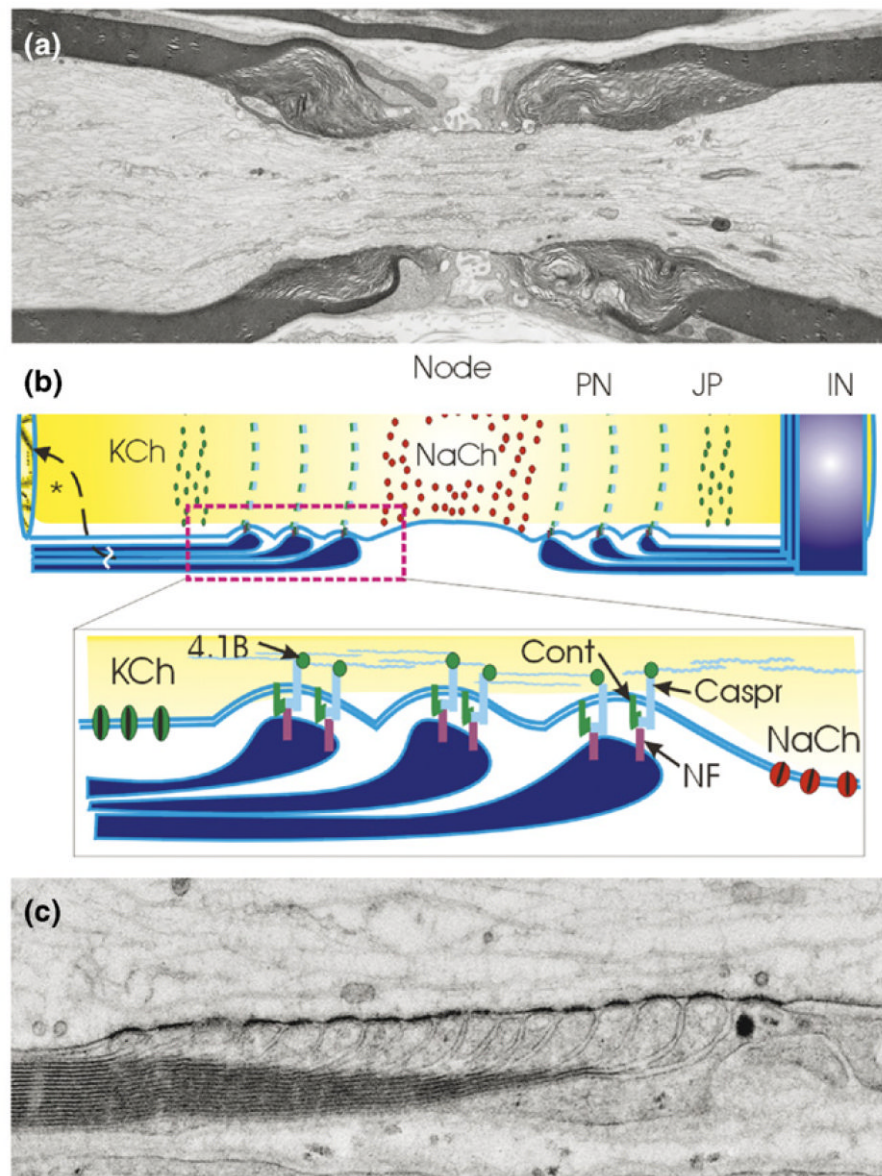 (a)
(b)
Node
PN
JP
IN
KCh
NaCh
*
4.1B
Cont
KCh
Caspr
NaCh
NF
(c)